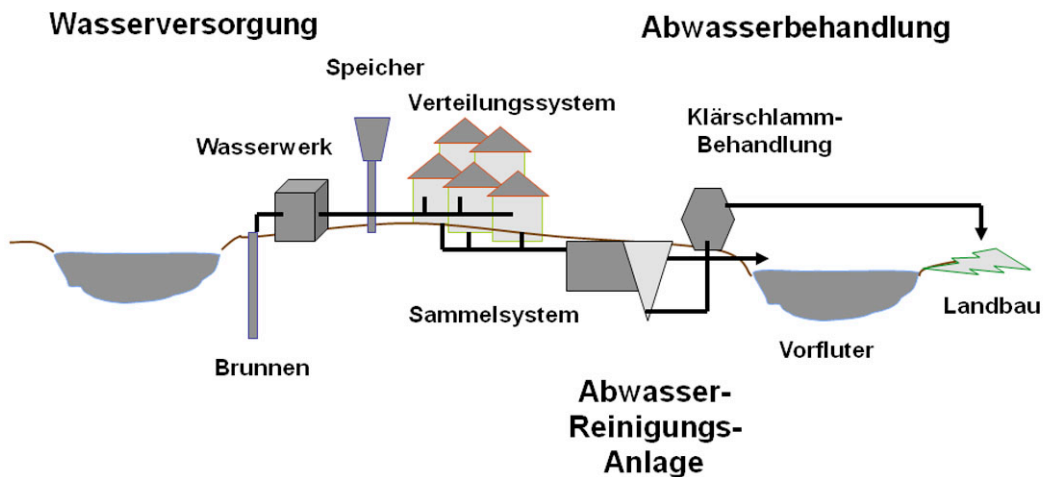 Wasserversorgung
Abwasserbehandlung
Speicher
Verteilungssystem
Klärschlamm-
Behandlung
Wasserwerk
Sammelsystem
Landbau
Vorfluter
Brunnen
Abwasser-
Reinigungs-
Anlage